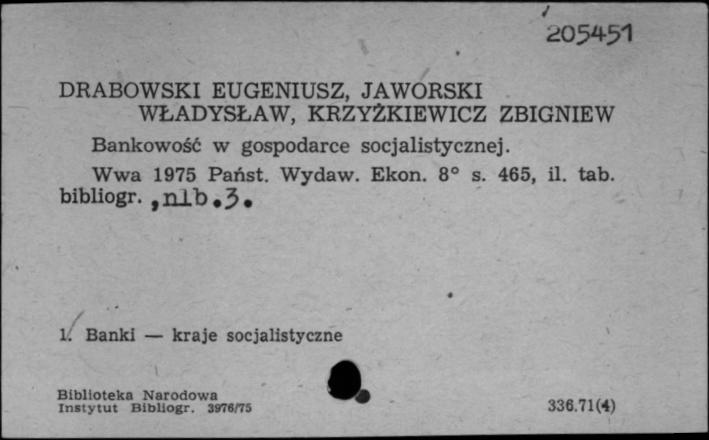 205451
DRABOWSKI EUGENIUSZ, JAWORSKI
WŁADYSŁAW, KRZYŻKIEWICZ ZBIGNIEW
Bankowość w gospodarce socjalistycznej.
Wwa 1975 Państ. Wydaw. Ekon. 8° s. 465, il. tab.
bibliogr. , nlb. 3.
1. Banki — kraje socjalistyczne
Biblioteka Narodowa
Instytut Bibliogr. 3976/75
336.71(4)